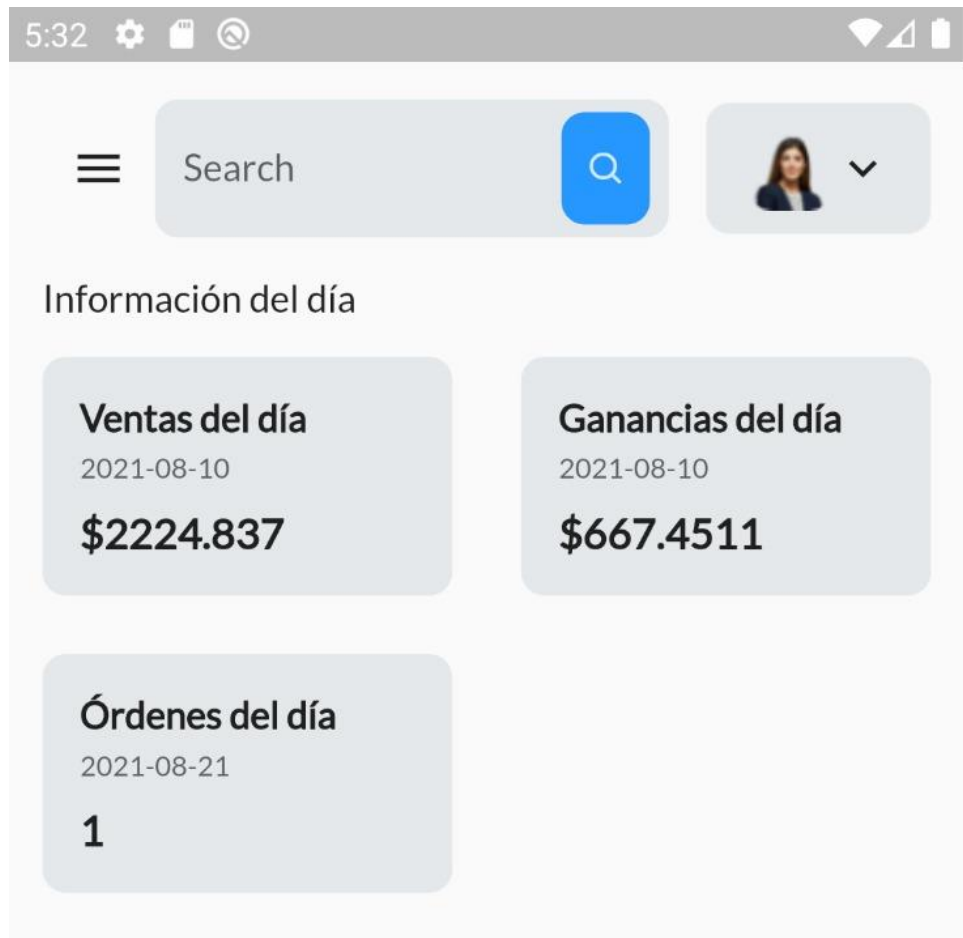 5:32
Search
Información del día
Ventas del día
2021-08-10
$2224.837
Ganancias del día
2021-08-10
$667.4511
Órdenes del día
2021-08-21
1